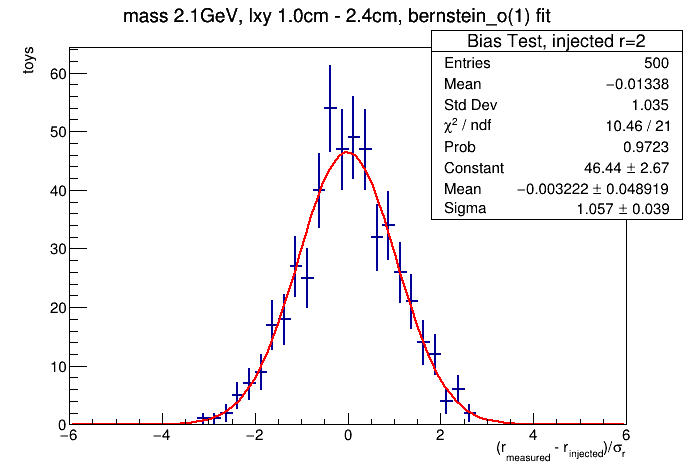 mass 2.1GeV, lxy 1.0cm - 2.4cm, bernstein_o(1) fit
Bias Test, injected r=2
Entries 500
Mean −0.01338
Std Dev 1.035
χ² / ndf 10.46 / 21
Prob 0.9723
Constant 46.44 ± 2.67
Mean −0.003222 ± 0.048919
Sigma 1.057 ± 0.039
toys
60
50
40
30
20
10
0
−6 −4 −2 0 2 4 6
(r_measured - r_injected)/σ_r